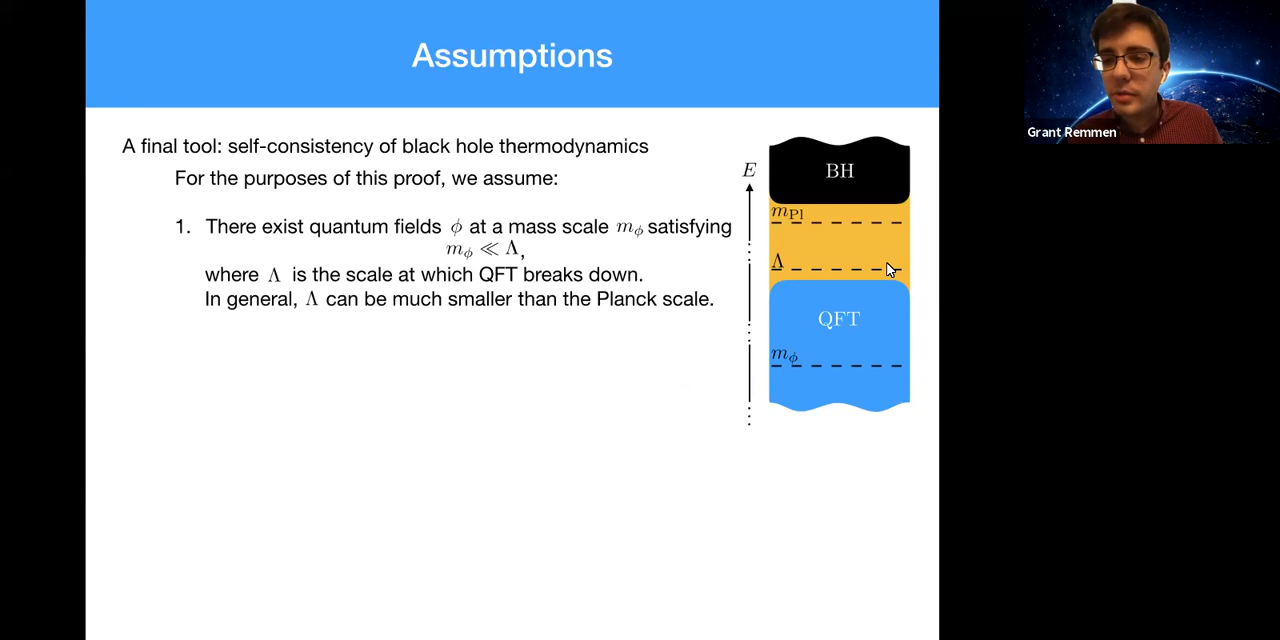 Assumptions
A final tool: self-consistency of black hole thermodynamics
For the purposes of this proof, we assume:
1. There exist quantum fields ϕ at a mass scale m_ϕ satisfying
m_ϕ ≪ Λ,
where Λ is the scale at which QFT breaks down.
In general, Λ can be much smaller than the Planck scale.
E
BH
m_Pl
Λ
QFT
m_ϕ
Grant Remmen